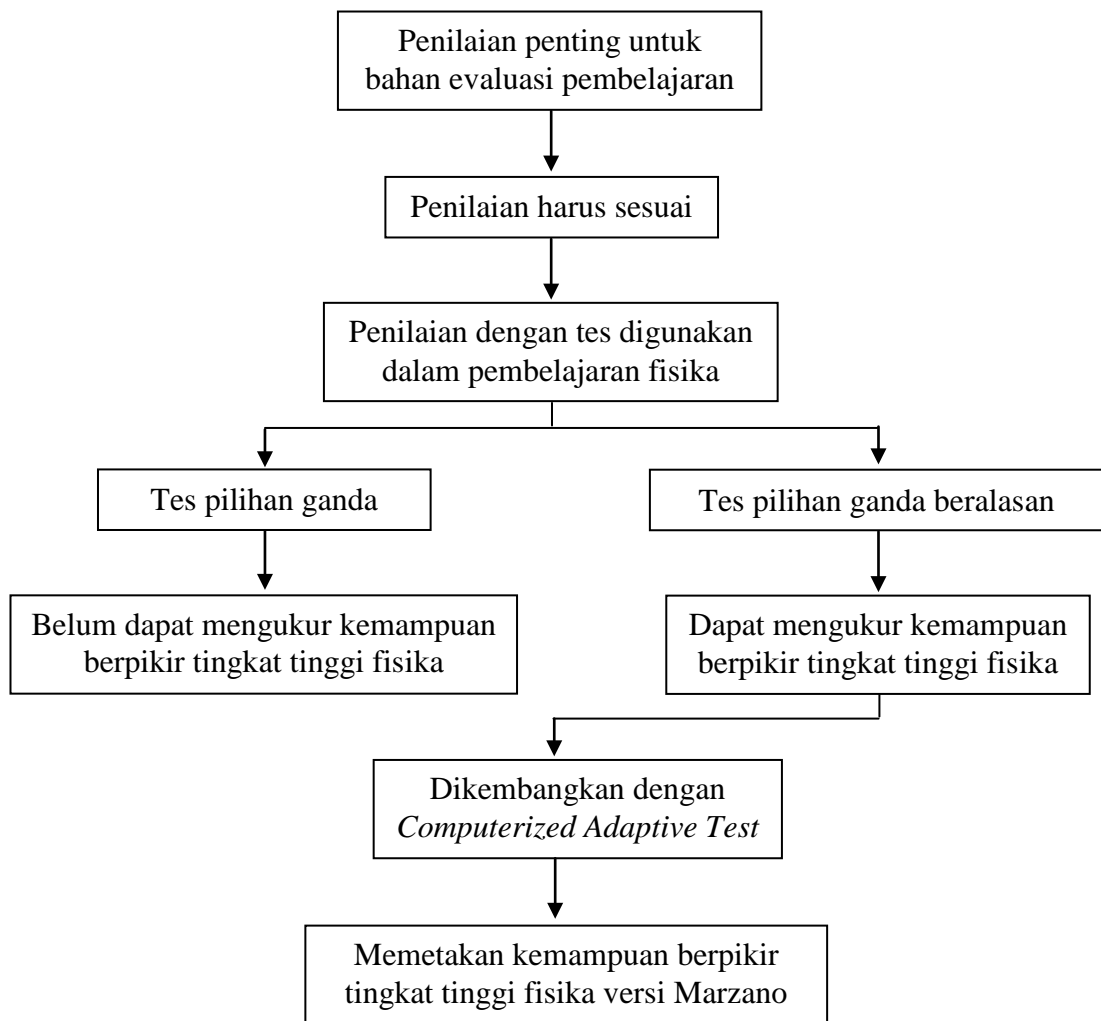 Penilaian penting untuk
bahan evaluasi pembelajaran
Penilaian harus sesuai
Penilaian dengan tes digunakan
dalam pembelajaran fisika
Tes pilihan ganda
Tes pilihan ganda beralasan
Belum dapat mengukur kemampuan
berpikir tingkat tinggi fisika
Dapat mengukur kemampuan
berpikir tingkat tinggi fisika
Dikembangkan dengan
Computerized Adaptive Test
Memetakan kemampuan berpikir
tingkat tinggi fisika versi Marzano